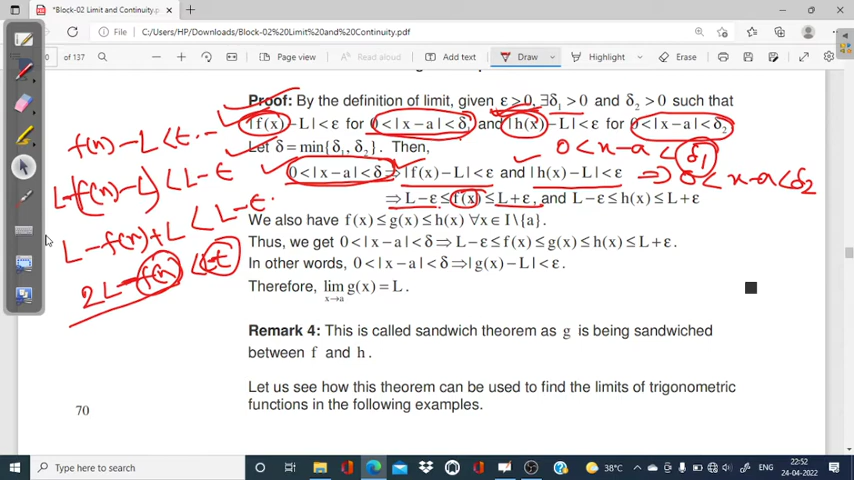 *Block-02 Limit and Continuity.p
File
C:/Users/HP/Downloads/Block-02%20Limit%20and%20Continuity.pdf
of 137
Page view
Read aloud
Add text
Draw
Highlight
Erase
Proof: By the definition of limit, given ε > 0, ∃δ₁ > 0 and δ₂ > 0 such that
| f(x) – L | < ε for 0 < | x – a | < δ₁ and | h(x) – L | < ε for 0 < | x – a | < δ₂
Let δ = min{δ₁, δ₂}. Then,
0 < x – a < δ1
0 < | x – a | < δ ⇒ | f(x) – L | < ε and | h(x) – L | < ε
⇒ 0 < x – a < δ2
⇒ L – ε ≤ f(x) ≤ L + ε, and L – ε ≤ h(x) ≤ L + ε
We also have f(x) ≤ g(x) ≤ h(x) ∀x ∈ I \ {a}.
Thus, we get 0 < | x – a | < δ ⇒ L – ε ≤ f(x) ≤ g(x) ≤ h(x) ≤ L + ε.
In other words, 0 < | x – a | < δ ⇒ | g(x) – L | < ε.
Therefore, lim g(x) = L.
x→a
f(x) – L < ε
L – (f(x) – L) < L – ε
L – f(x) + L < L – ε
2L – f(x) <
Remark 4: This is called sandwich theorem as g is being sandwiched
between f and h.
Let us see how this theorem can be used to find the limits of trigonometric
functions in the following examples.
70
Type here to search
38°C
ENG
22:52
24-04-2022